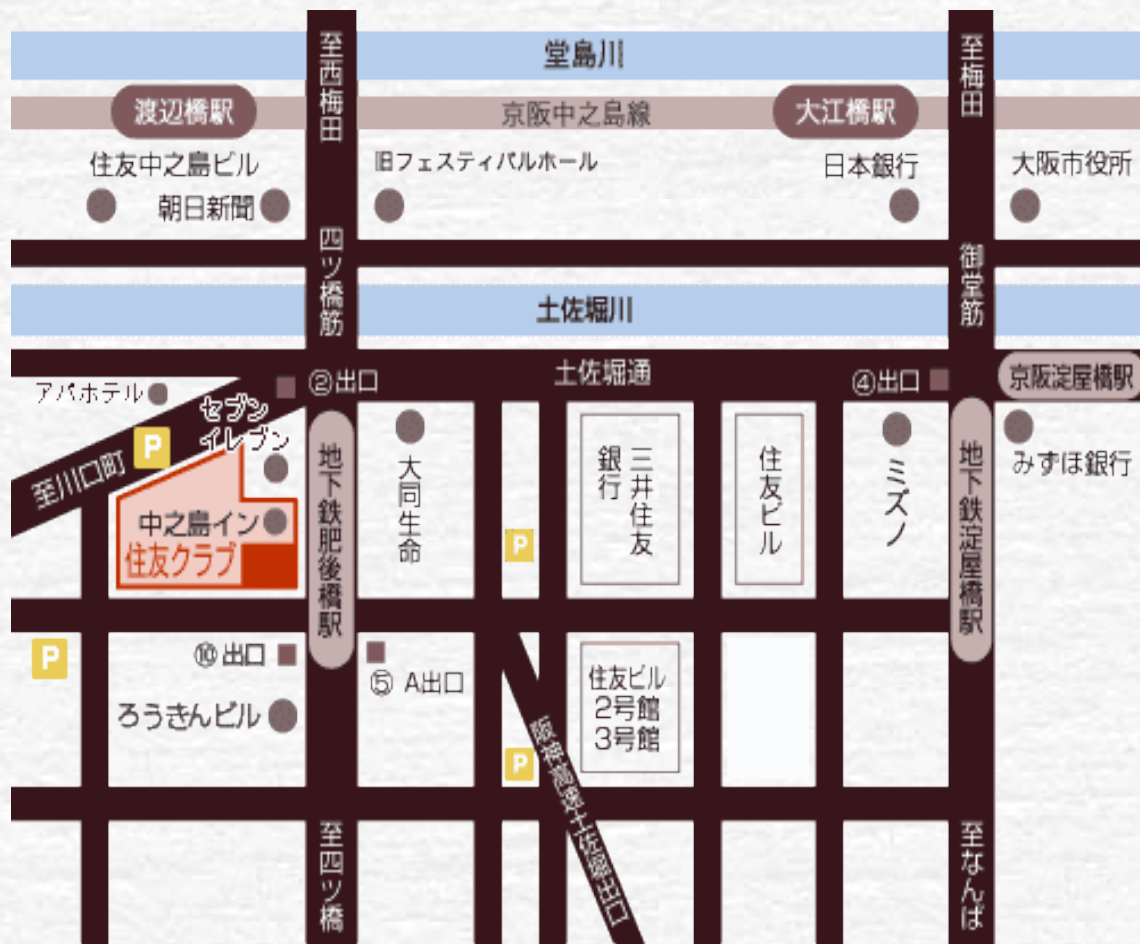 堂島川
至西梅田
至梅田
渡辺橋駅
京阪中之島線
大江橋駅
住友中之島ビル
朝日新聞
旧フェスティバルホール
日本銀行
大阪市役所
四ツ橋筋
御堂筋
土佐堀川
土佐堀通
②出口
④出口
京阪淀屋橋駅
アパホテル
セブン
イレブン
P
至川口町
中之島イン
住友クラブ
地下鉄肥後橋駅
大同生命
P
三井住友
銀行
住友ビル
ミズノ
地下鉄淀屋橋駅
みずほ銀行
P
⑩出口
⑤ A出口
ろうきんビル
住友ビル
2号館
3号館
P
阪神高速土佐堀出口
至四ツ橋
至なんば